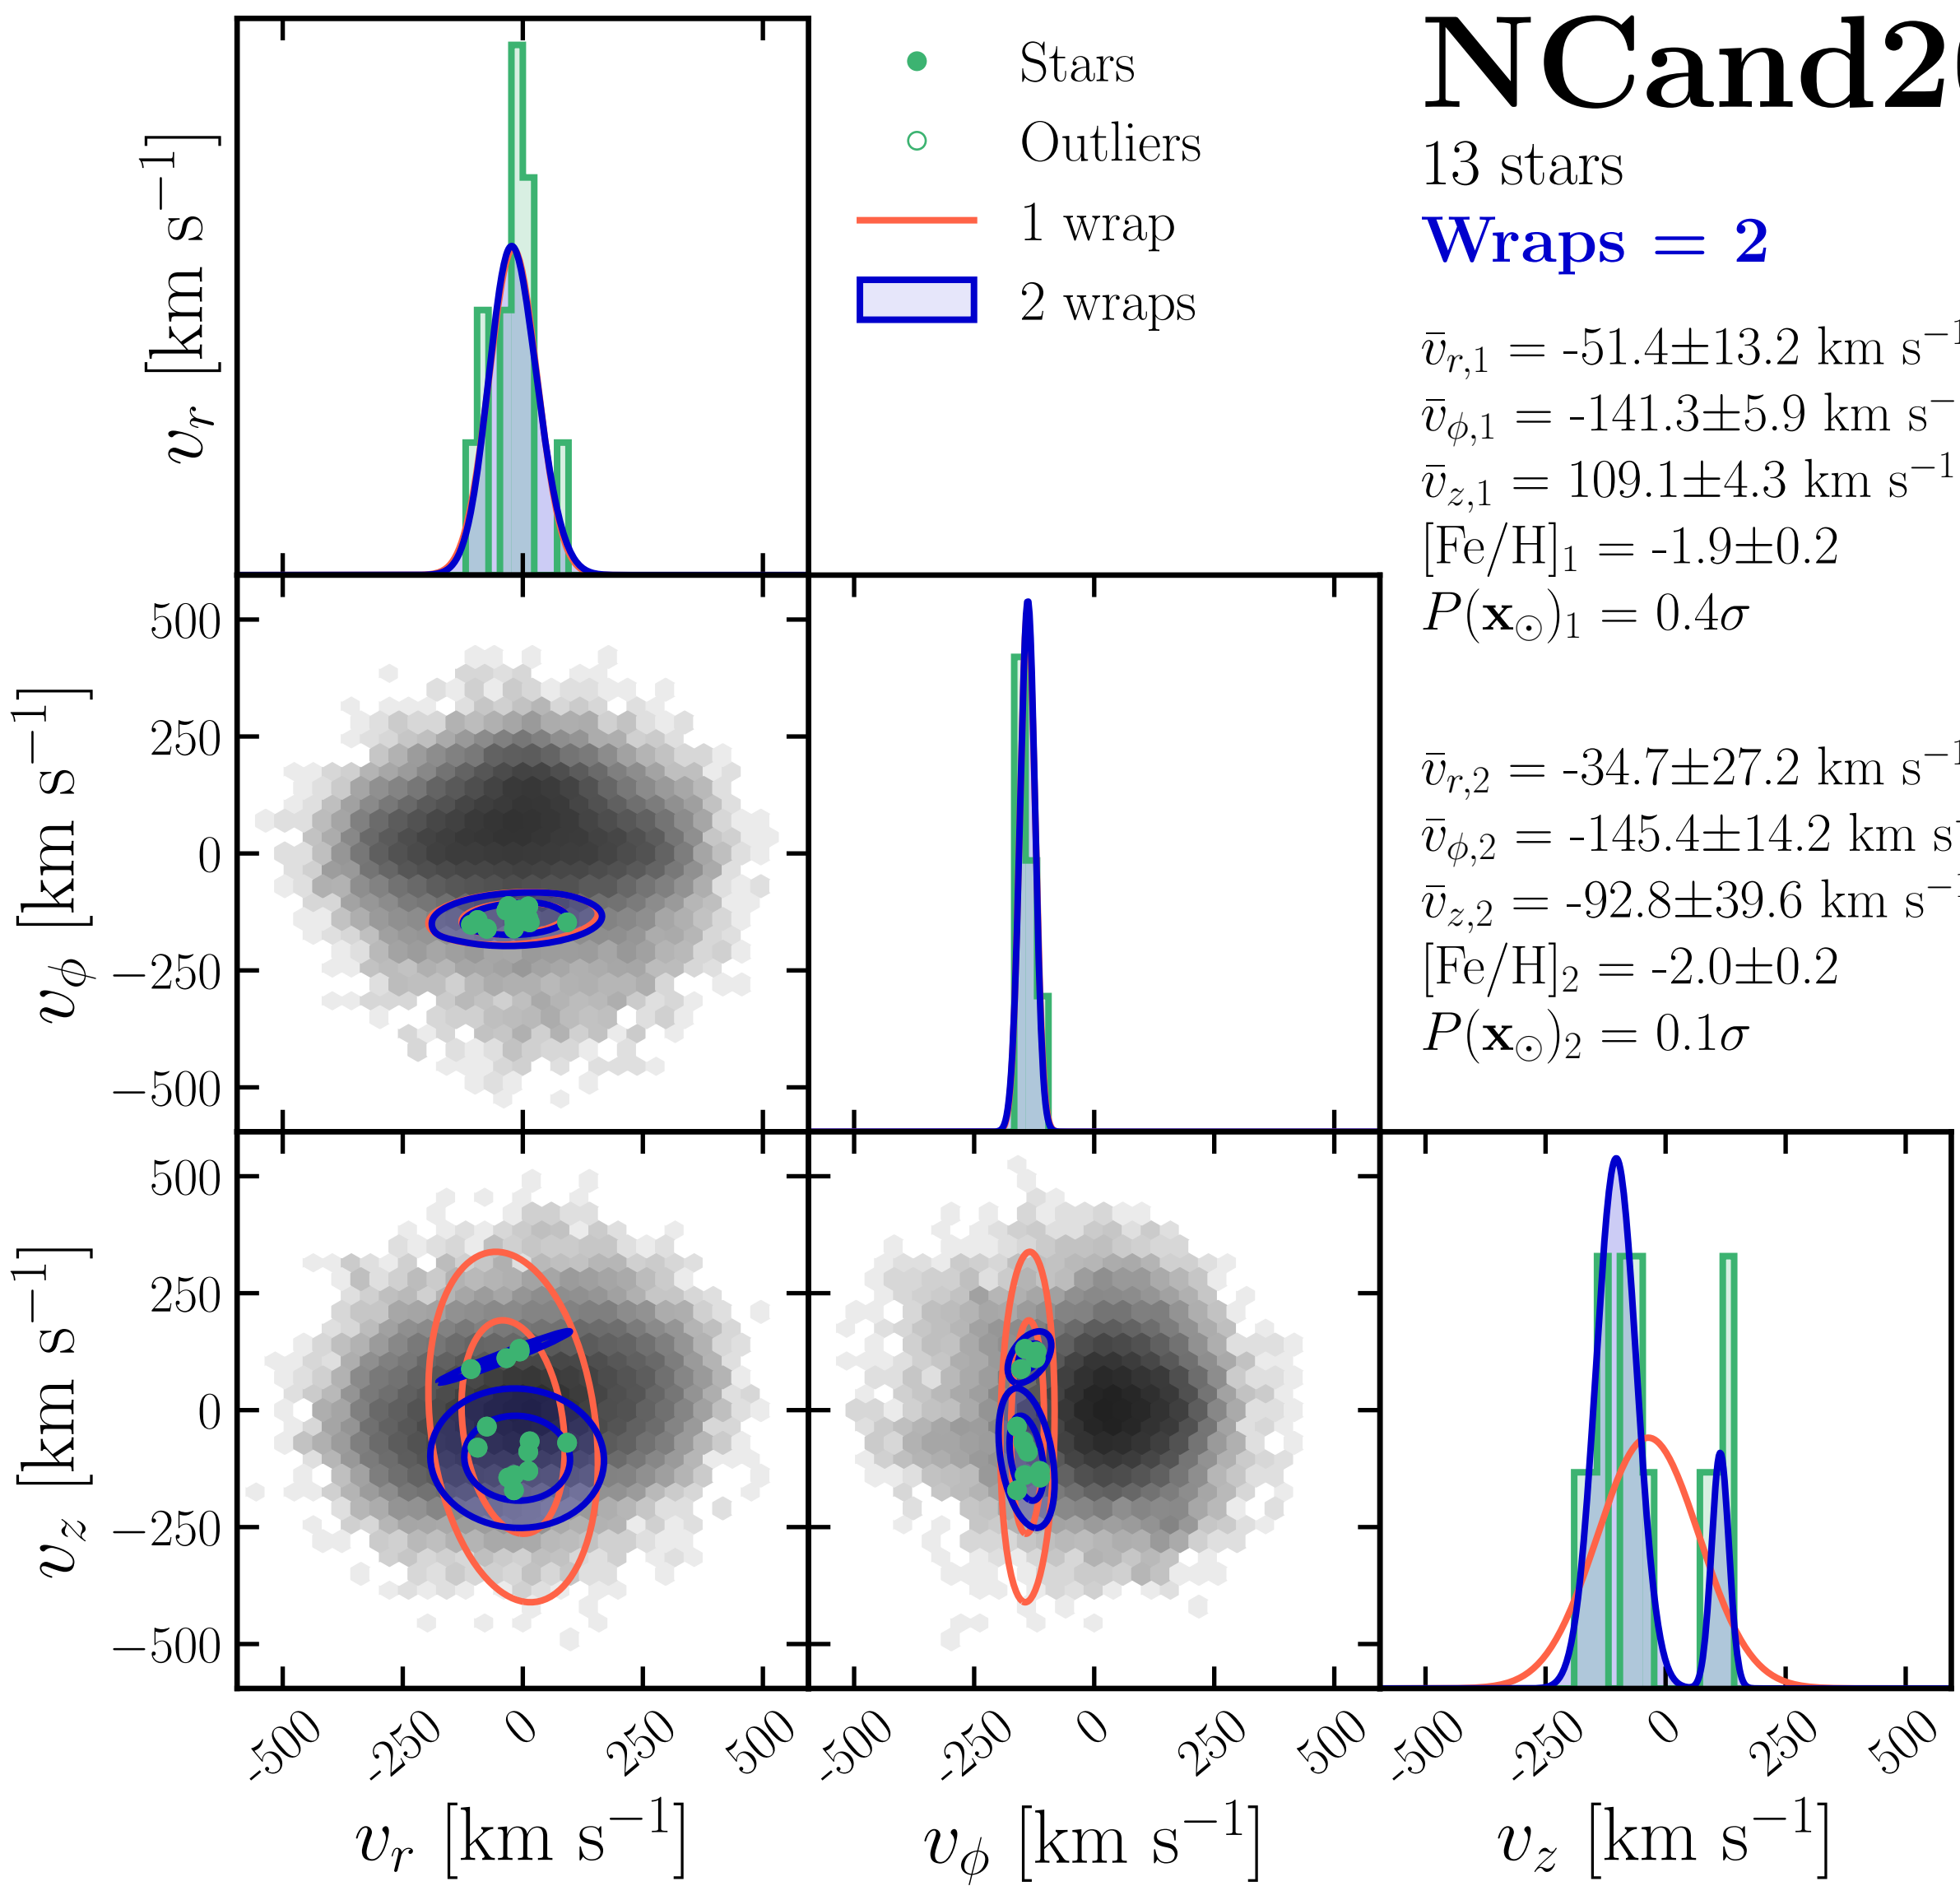 NCand2
13 stars
Wraps = 2
Stars
Outliers
1 wrap
2 wraps
v̄r,1 = -51.4±13.2 km s−1
v̄ϕ,1 = -141.3±5.9 km s−
v̄z,1 = 109.1±4.3 km s−1
[Fe/H]1 = -1.9±0.2
P(x⊙)1 = 0.4σ
v̄r,2 = -34.7±27.2 km s−1
v̄ϕ,2 = -145.4±14.2 km s−
v̄z,2 = -92.8±39.6 km s−1
[Fe/H]2 = -2.0±0.2
P(x⊙)2 = 0.1σ
vr [km s−1]
500
250
0
−250
−500
vϕ [km s−1]
500
250
0
−250
−500
vz [km s−1]
-500 -250 0 250 500
-500 -250 0 250 500
-500 -250 0 250 500
vr [km s−1]
vϕ [km s−1]
vz [km s−1]